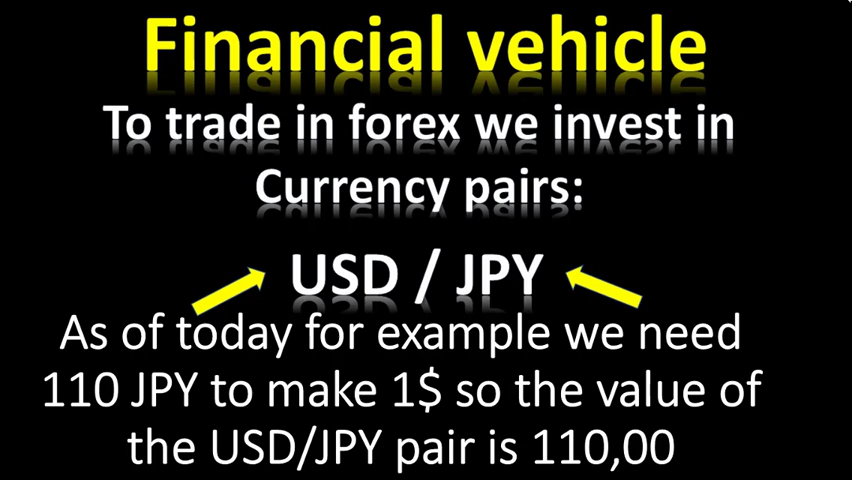 Financial vehicle
To trade in forex we invest in
Currency pairs:
USD / JPY
As of today for example we need
110 JPY to make 1$ so the value of
the USD/JPY pair is 110,00